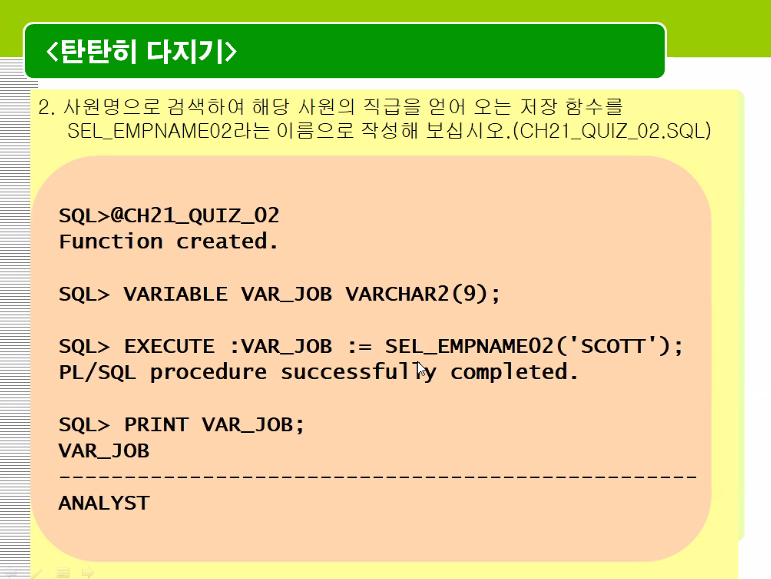 <탄탄히 다지기>
2. 사원명으로 검색하여 해당 사원의 직급을 얻어 오는 저장 함수를
SEL_EMPNAME02라는 이름으로 작성해 보십시오.(CH21_QUIZ_02.SQL)
SQL>@CH21_QUIZ_02
Function created.
SQL> VARIABLE VAR_JOB VARCHAR2(9);
SQL> EXECUTE :VAR_JOB := SEL_EMPNAME02('SCOTT');
PL/SQL procedure successfully completed.
SQL> PRINT VAR_JOB;
VAR_JOB
-------------------------------------------------
ANALYST